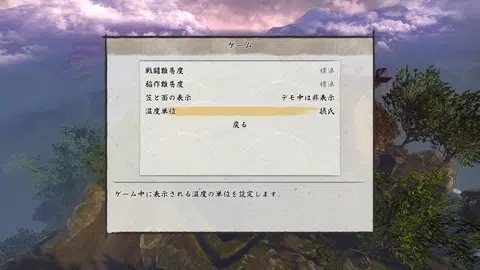 ゲーム
戦闘難易度 標準
稲作難易度 標準
笠と面の表示 デモ中は非表示
温度単位 摂氏
戻る
ゲーム中に表示される温度の単位を設定します.